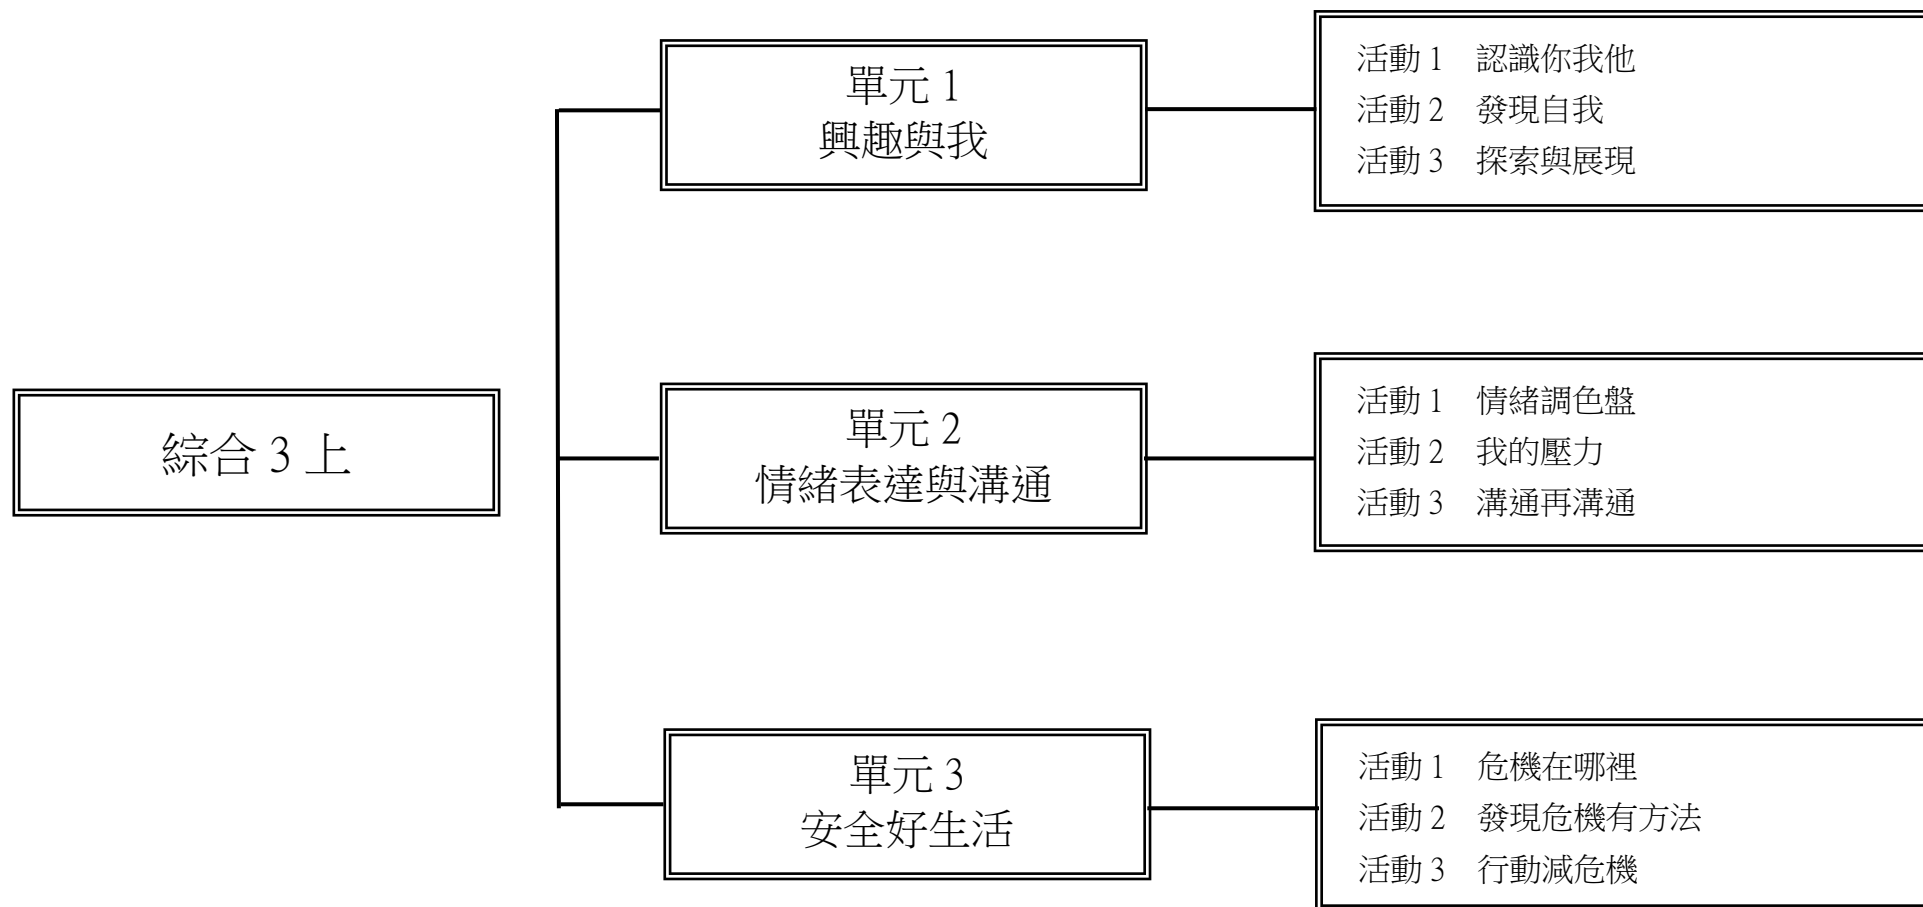 綜合 3 上
單元 1
興趣與我
活動 1　認識你我他
活動 2　發現自我
活動 3　探索與展現
單元 2
情緒表達與溝通
活動 1　情緒調色盤
活動 2　我的壓力
活動 3　溝通再溝通
單元 3
安全好生活
活動 1　危機在哪裡
活動 2　發現危機有方法
活動 3　行動減危機